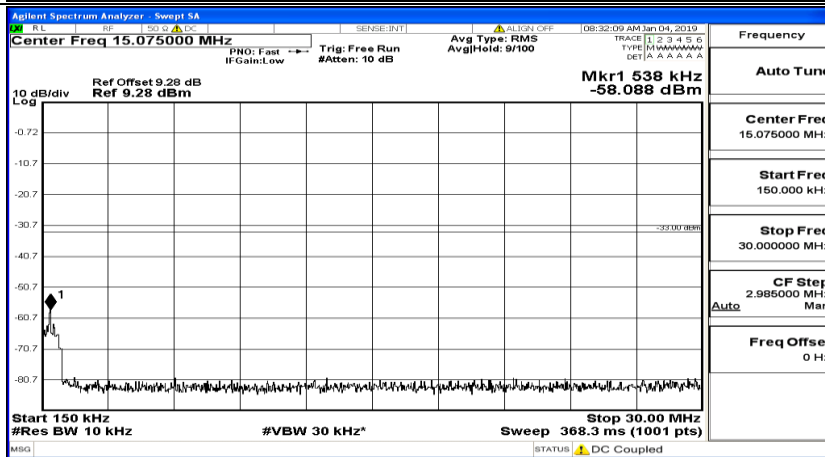 Agilent Spectrum Analyzer - Swept SA
LXI RL RF 50 Ω DC SENSE:INT ALIGN OFF 08:32:09 AM Jan 04, 2019
Center Freq 15.075000 MHz
PNO: Fast
IFGain:Low
Trig: Free Run
#Atten: 10 dB
Avg Type: RMS
Avg|Hold: 9/100
TRACE 1 2 3 4 5 6
TYPE M WWWWW
DET A A A A A A
Mkr1 538 kHz
-58.088 dBm
Ref Offset 9.28 dB
10 dB/div Ref 9.28 dBm
Log
-0.72
-10.7
-20.7
-30.7
-33.00 dBm
-40.7
-50.7
1
-60.7
-70.7
-80.7
Start 150 kHz Stop 30.00 MHz
#Res BW 10 kHz #VBW 30 kHz* Sweep 368.3 ms (1001 pts)
MSG STATUS DC Coupled
Frequency
Auto Tune
Center Freq
15.075000 MHz
Start Freq
150.000 kHz
Stop Freq
30.000000 MHz
CF Step
2.985000 MHz
Auto Man
Freq Offset
0 Hz